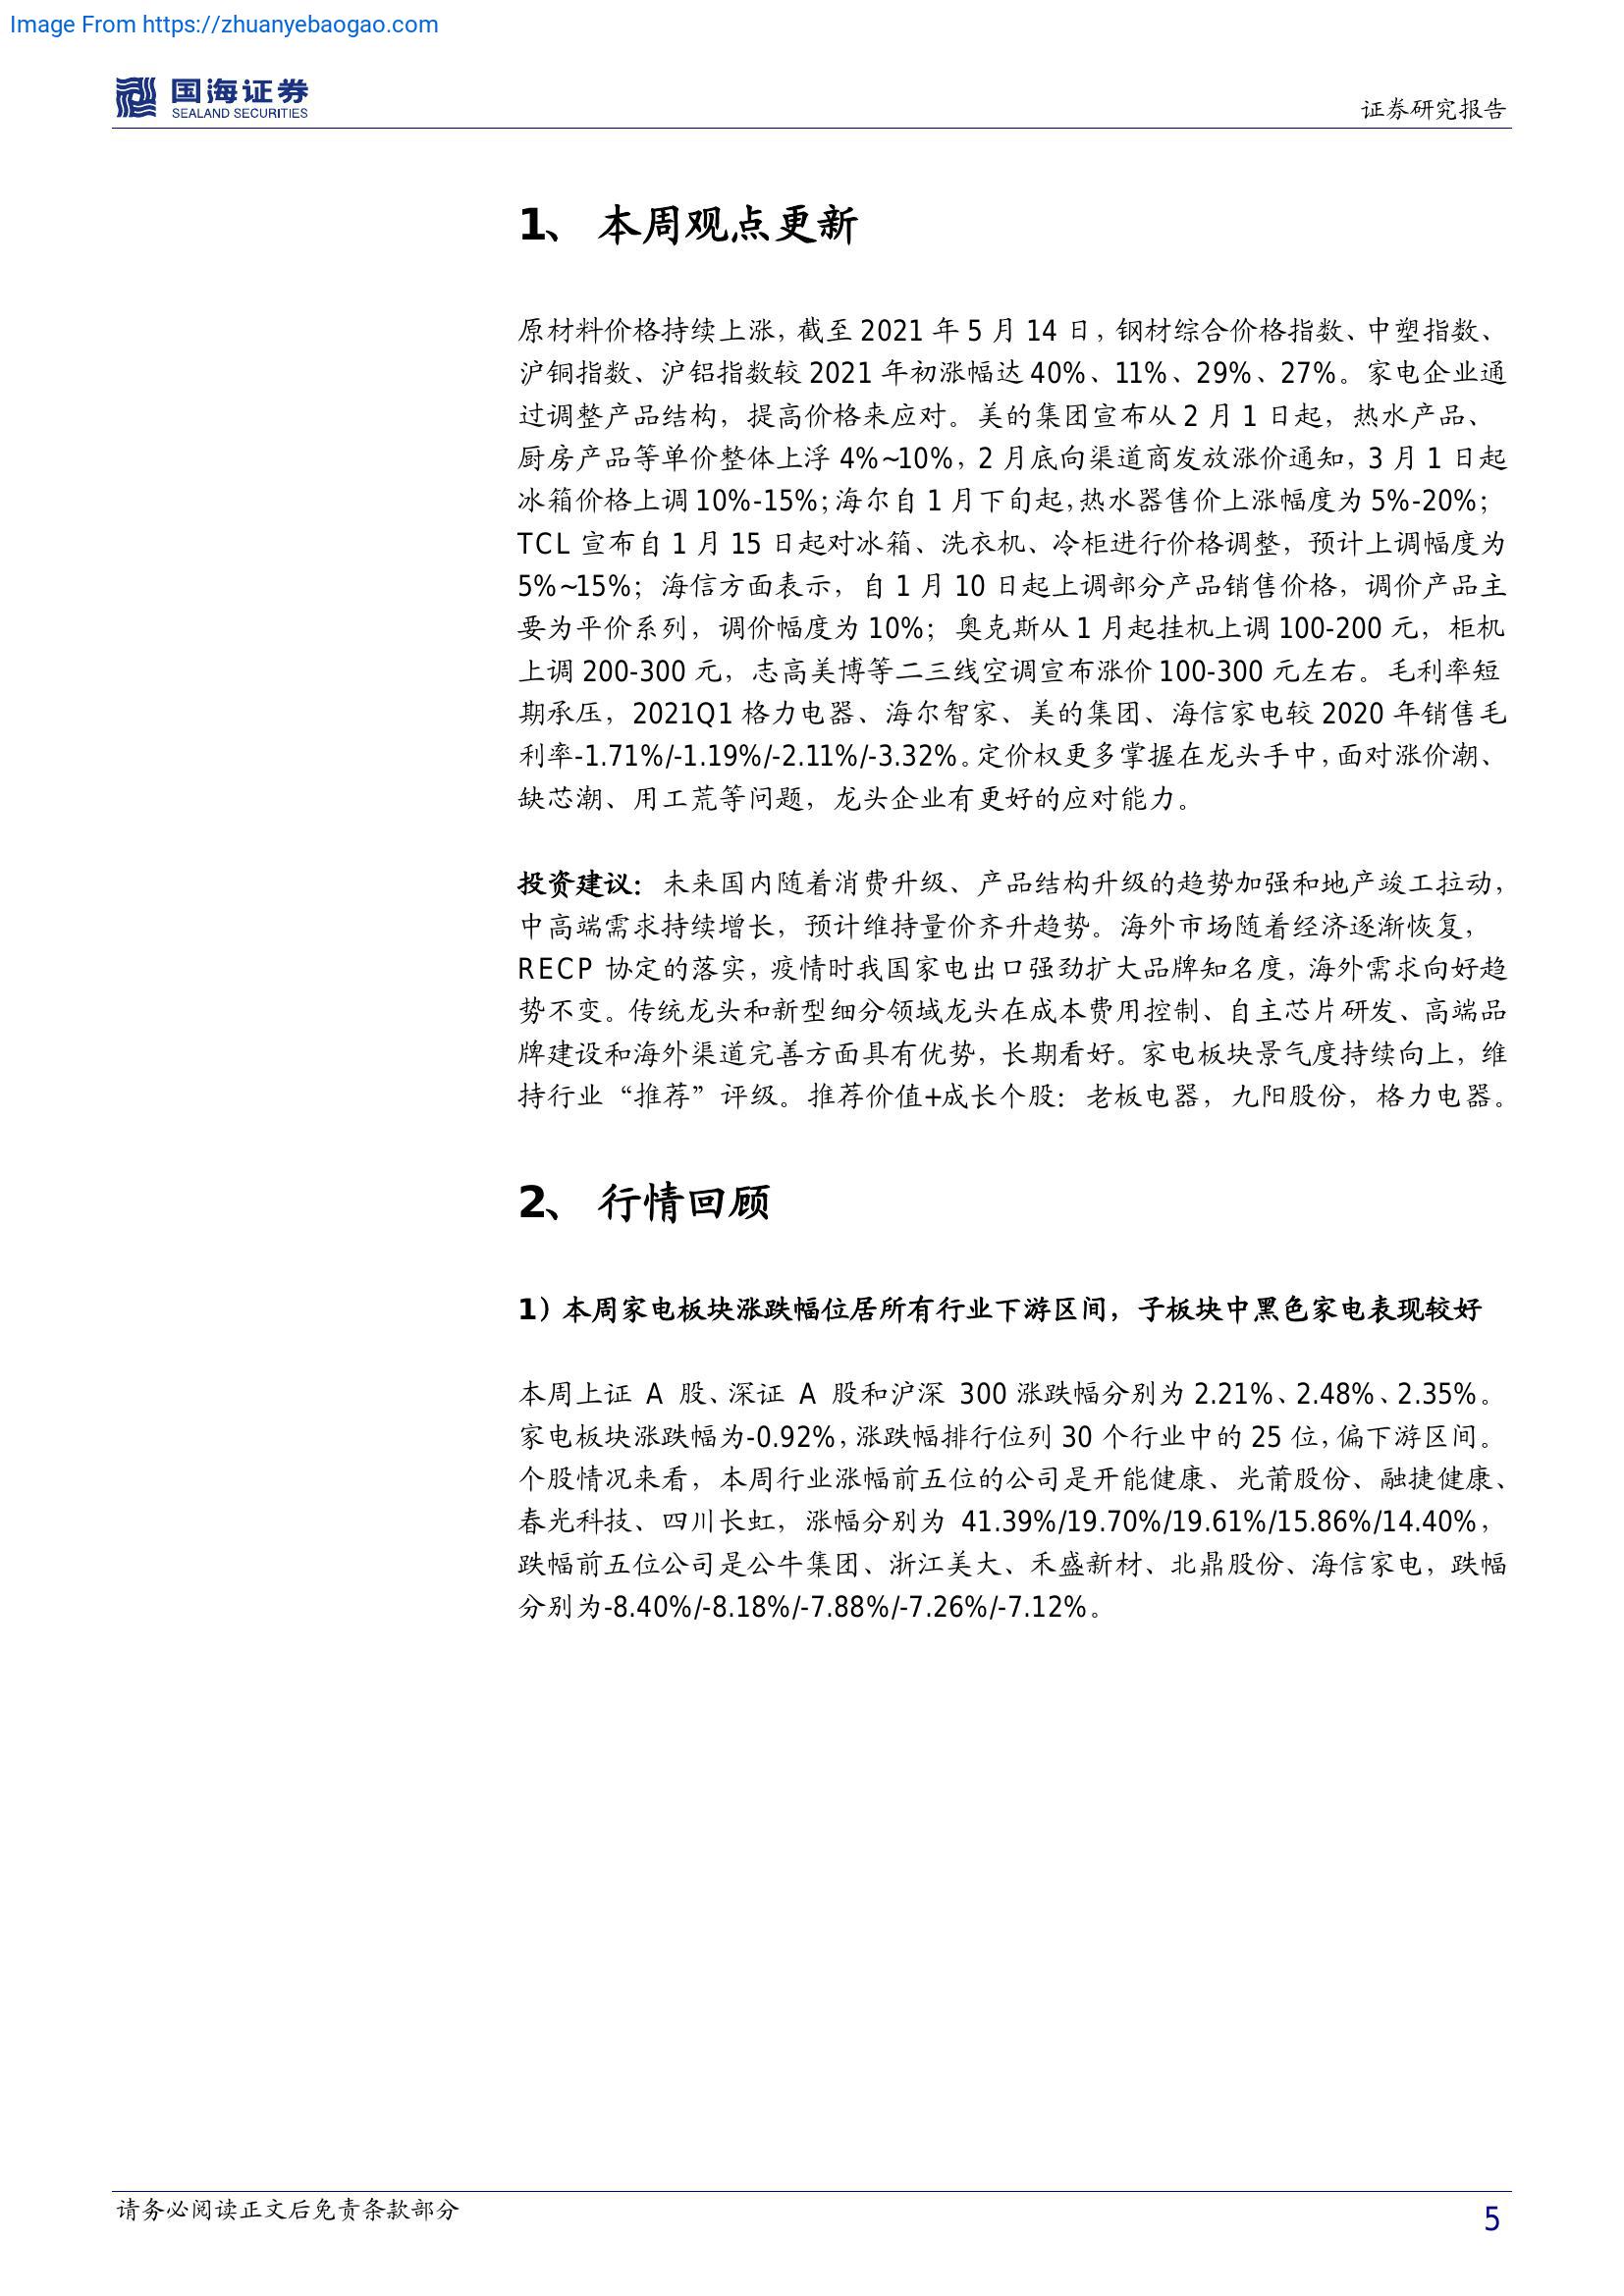 Image From https://zhuanyebaogao.com
国海证券
SEALAND SECURITIES
证券研究报告
1、 本周观点更新
原材料价格持续上涨，截至 2021 年 5 月 14 日，钢材综合价格指数、中塑指数、
沪铜指数、沪铝指数较 2021 年初涨幅达 40%、11%、29%、27%。家电企业通
过调整产品结构，提高价格来应对。美的集团宣布从 2 月 1 日起，热水产品、
厨房产品等单价整体上浮 4%~10%，2 月底向渠道商发放涨价通知，3 月 1 日起
冰箱价格上调 10%-15%；海尔自 1 月下旬起，热水器售价上涨幅度为 5%-20%；
TCL 宣布自 1 月 15 日起对冰箱、洗衣机、冷柜进行价格调整，预计上调幅度为
5%~15%；海信方面表示，自 1 月 10 日起上调部分产品销售价格，调价产品主
要为平价系列，调价幅度为 10%；奥克斯从 1 月起挂机上调 100-200 元，柜机
上调 200-300 元，志高美博等二三线空调宣布涨价 100-300 元左右。毛利率短
期承压，2021Q1 格力电器、海尔智家、美的集团、海信家电较 2020 年销售毛
利率-1.71%/-1.19%/-2.11%/-3.32%。定价权更多掌握在龙头手中，面对涨价潮、
缺芯潮、用工荒等问题，龙头企业有更好的应对能力。
投资建议：未来国内随着消费升级、产品结构升级的趋势加强和地产竣工拉动，
中高端需求持续增长，预计维持量价齐升趋势。海外市场随着经济逐渐恢复，
RECP 协定的落实，疫情时我国家电出口强劲扩大品牌知名度，海外需求向好趋
势不变。传统龙头和新型细分领域龙头在成本费用控制、自主芯片研发、高端品
牌建设和海外渠道完善方面具有优势，长期看好。家电板块景气度持续向上，维
持行业“推荐”评级。推荐价值+成长个股：老板电器，九阳股份，格力电器。
2、 行情回顾
1）本周家电板块涨跌幅位居所有行业下游区间，子板块中黑色家电表现较好
本周上证 A 股、深证 A 股和沪深 300 涨跌幅分别为 2.21%、2.48%、2.35%。
家电板块涨跌幅为-0.92%，涨跌幅排行位列 30 个行业中的 25 位，偏下游区间。
个股情况来看，本周行业涨幅前五位的公司是开能健康、光莆股份、融捷健康、
春光科技、四川长虹，涨幅分别为 41.39%/19.70%/19.61%/15.86%/14.40%，
跌幅前五位公司是公牛集团、浙江美大、禾盛新材、北鼎股份、海信家电，跌幅
分别为-8.40%/-8.18%/-7.88%/-7.26%/-7.12%。
请务必阅读正文后免责条款部分
5